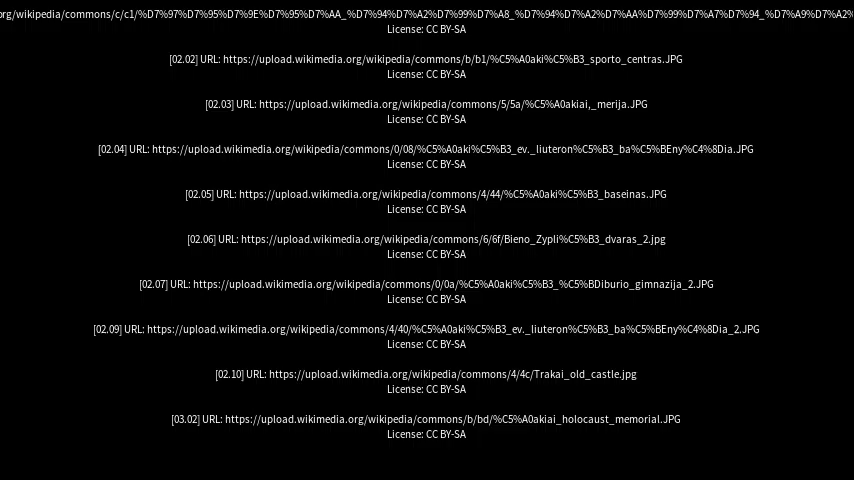 org/wikipedia/commons/c/c1/%D7%97%D7%95%D7%9E%D7%95%D7%AA_%D7%94%D7%A2%D7%99%D7%A8_%D7%94%D7%A2%D7%AA%D7%99%D7%A7%D7%94_%D7%A9%D7%A2%
License: CC BY-SA
[02.02] URL: https://upload.wikimedia.org/wikipedia/commons/b/b1/%C5%A0aki%C5%B3_sporto_centras.JPG
License: CC BY-SA
[02.03] URL: https://upload.wikimedia.org/wikipedia/commons/5/5a/%C5%A0akiai,_merija.JPG
License: CC BY-SA
[02.04] URL: https://upload.wikimedia.org/wikipedia/commons/0/08/%C5%A0aki%C5%B3_ev._liuteron%C5%B3_ba%C5%BEny%C4%8Dia.JPG
License: CC BY-SA
[02.05] URL: https://upload.wikimedia.org/wikipedia/commons/4/44/%C5%A0aki%C5%B3_baseinas.JPG
License: CC BY-SA
[02.06] URL: https://upload.wikimedia.org/wikipedia/commons/6/6f/Bieno_Zypli%C5%B3_dvaras_2.jpg
License: CC BY-SA
[02.07] URL: https://upload.wikimedia.org/wikipedia/commons/0/0a/%C5%A0aki%C5%B3_%C5%BDiburio_gimnazija_2.JPG
License: CC BY-SA
[02.09] URL: https://upload.wikimedia.org/wikipedia/commons/4/40/%C5%A0aki%C5%B3_ev._liuteron%C5%B3_ba%C5%BEny%C4%8Dia_2.JPG
License: CC BY-SA
[02.10] URL: https://upload.wikimedia.org/wikipedia/commons/4/4c/Trakai_old_castle.jpg
License: CC BY-SA
[03.02] URL: https://upload.wikimedia.org/wikipedia/commons/b/bd/%C5%A0akiai_holocaust_memorial.JPG
License: CC BY-SA